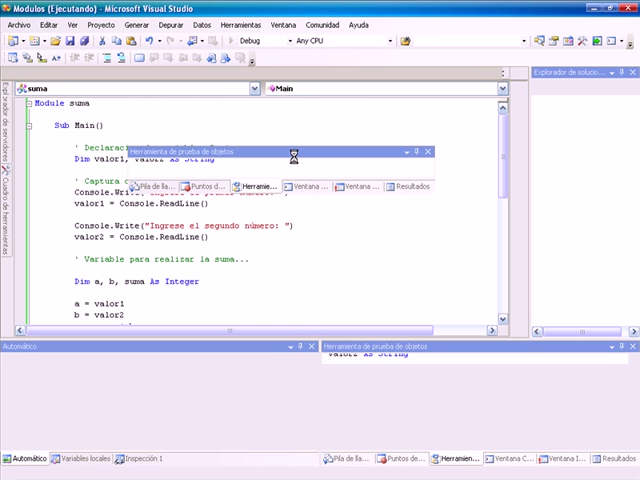 Modulos (Ejecutando) - Microsoft Visual Studio
Archivo Editar Ver Proyecto Generar Depurar Datos Herramientas Ventana Comunidad Ayuda
Debug Any CPU
suma Main
Explorador de solucio...
Explorador de servidores
Cuadro de herramientas
Module suma
Sub Main()
Herramienta de prueba de objetos
Dim valor1, valor2 As String
' Captura
Pila de lla... Puntos d... Herramie... Ventana ... Ventana ... Resultados
valor1 = Console.ReadLine()
Console.Write("Ingrese el segundo número: ")
valor2 = Console.ReadLine()
' Variable para realizar la suma...
Dim a, b, suma As Integer
a = valor1
b = valor2
Automático
Herramienta de prueba de objetos
valor2 As String
Automático Variables locales Inspección 1
Pila de lla... Puntos de... Herramien... Ventana C... Ventana I... Resultados